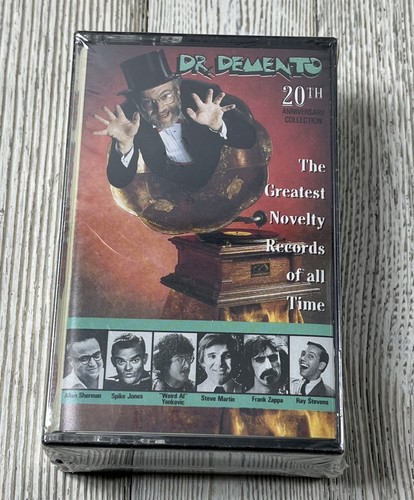 DR. DEMENTO
20TH
ANNIVERSARY
COLLECTION
The
Greatest
Novelty
Records
of all
Time
Allan Sherman Spike Jones "Weird Al" Steve Martin Frank Zappa Ray Stevens
Yankovic